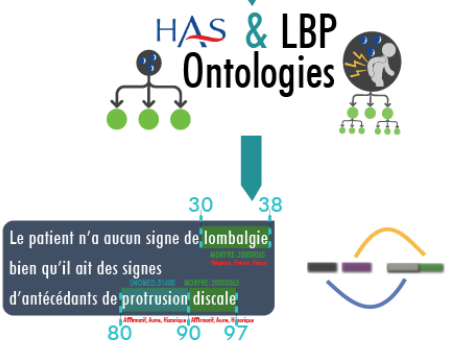 HAS & LBP
Ontologies
30 38
Le patient n'a aucun signe de lombalgie
bien qu'il ait des signes
d'antécédants de protrusion discale
80 90 97